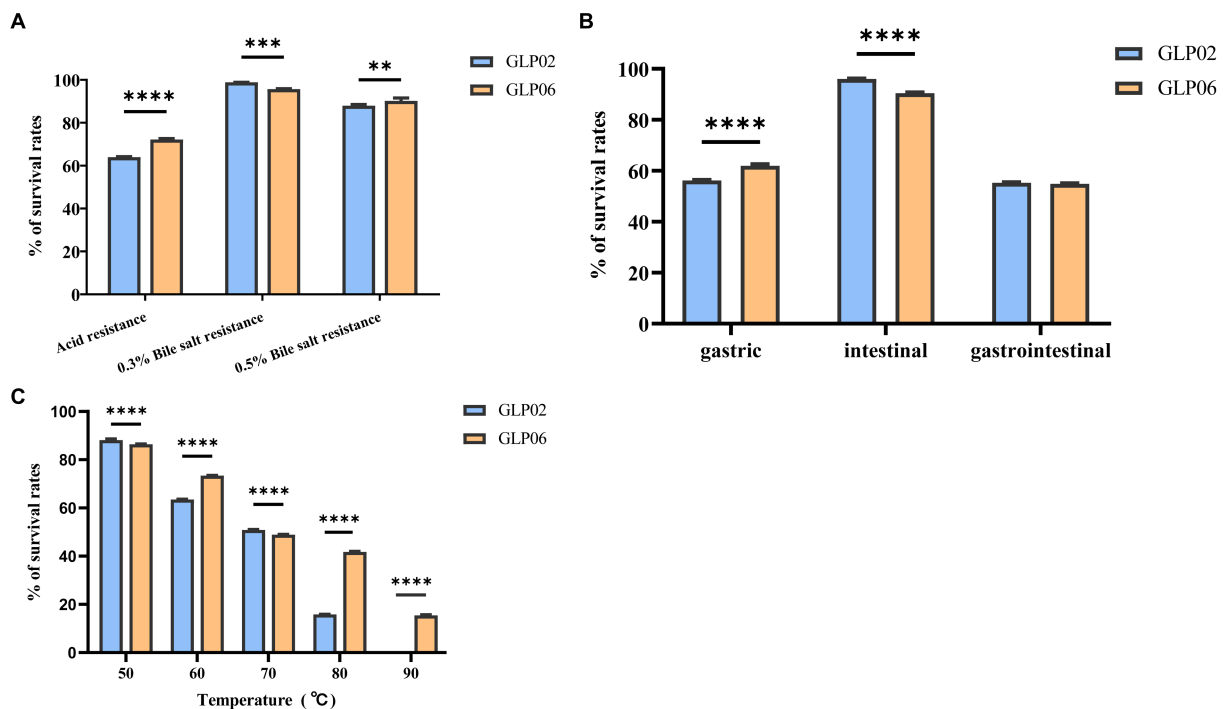 A
GLP02
GLP06
****
***
**
% of survival rates
100
80
60
40
20
0
Acid resistance
0.3% Bile salt resistance
0.5% Bile salt resistance
B
GLP02
GLP06
****
****
% of survival rates
100
80
60
40
20
0
gastric
intestinal
gastrointestinal
C
GLP02
GLP06
****
****
****
****
****
% of survival rates
100
80
60
40
20
0
50
60
70
80
90
Temperature (℃)